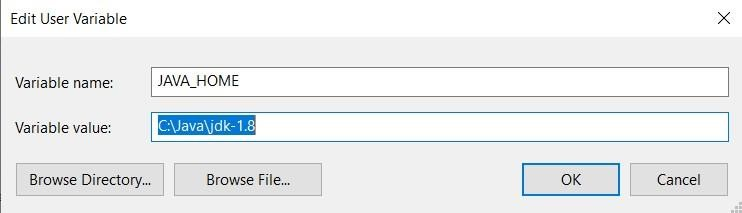 Edit User Variable
Variable name: JAVA_HOME
Variable value: C:\Java\jdk-1.8
Browse Directory... Browse File... OK Cancel